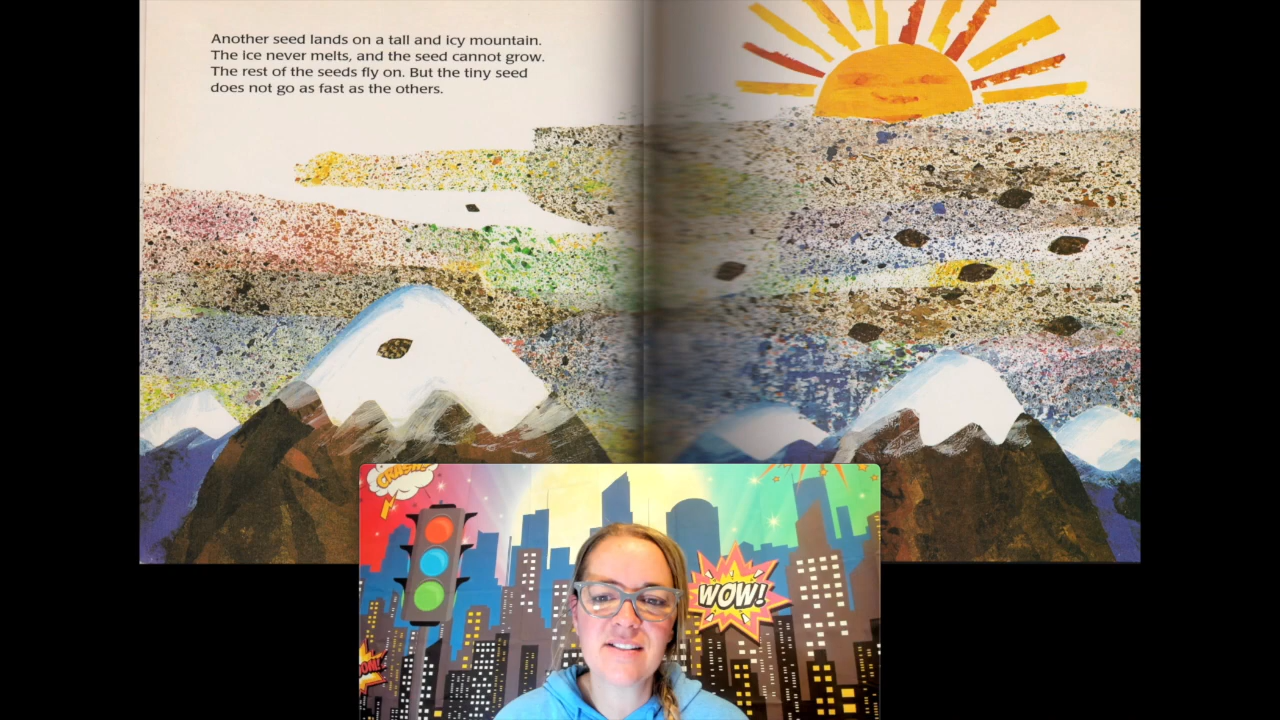 Another seed lands on a tall and icy mountain.
The ice never melts, and the seed cannot grow.
The rest of the seeds fly on. But the tiny seed
does not go as fast as the others.
CRASH!
WOW!